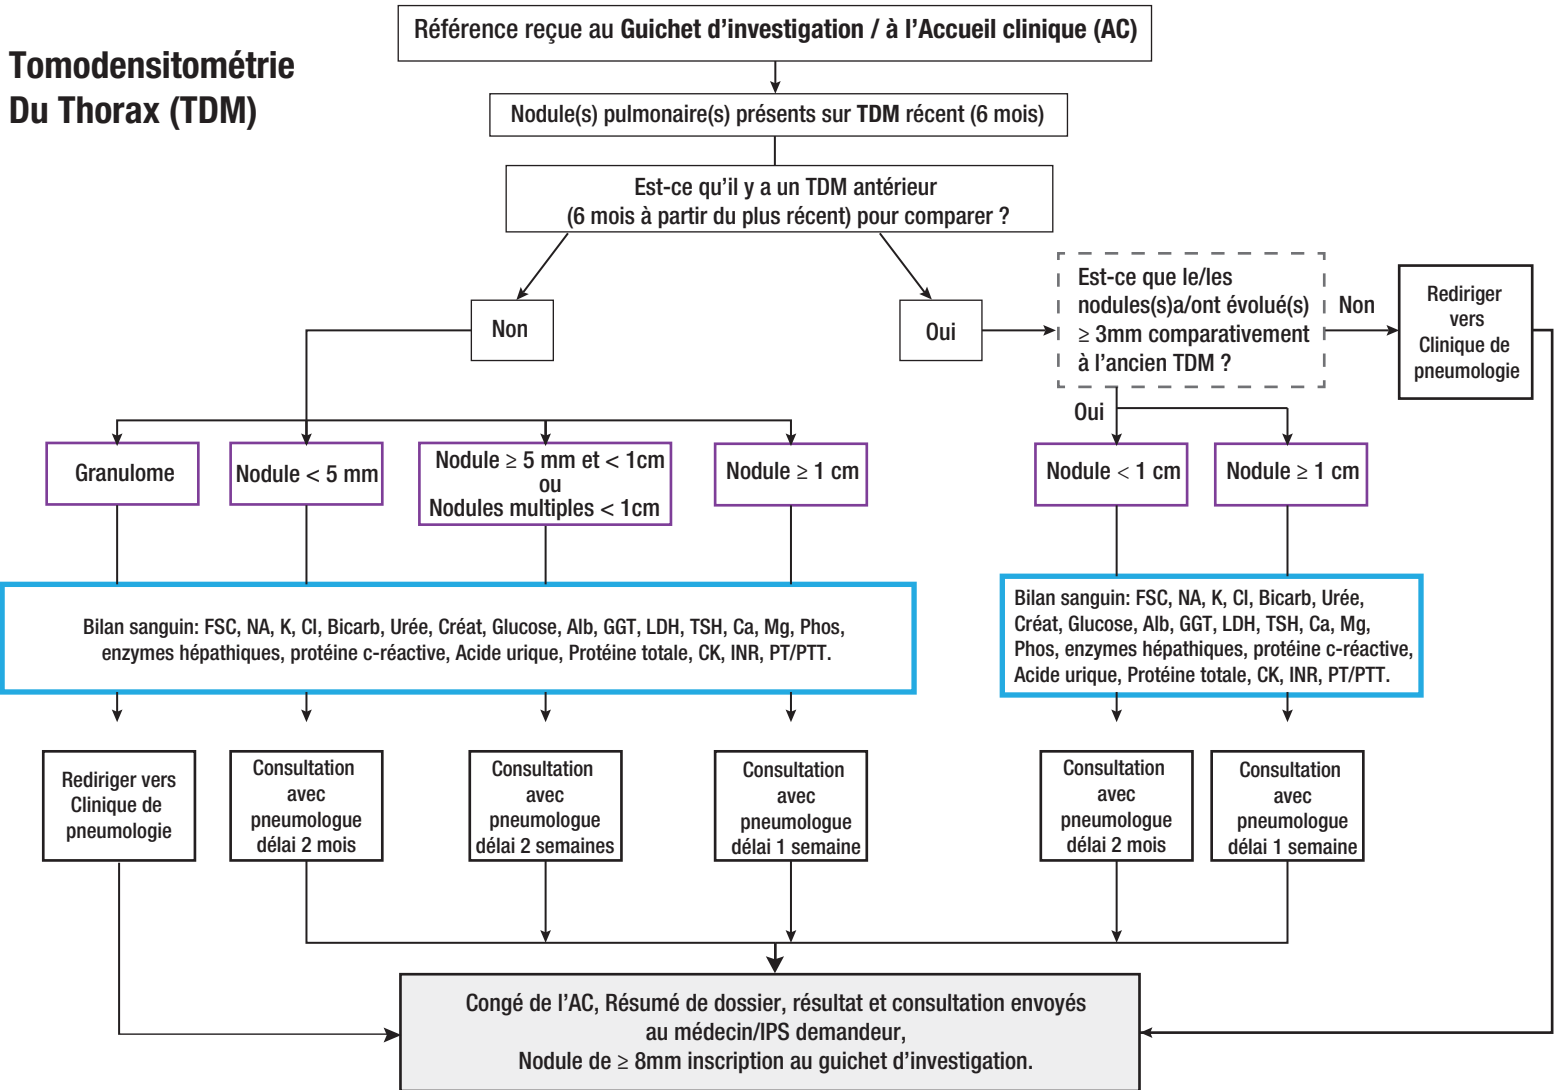 Tomodensitométrie
Du Thorax (TDM)
Référence reçue au Guichet d'investigation / à l'Accueil clinique (AC)
Nodule(s) pulmonaire(s) présents sur TDM récent (6 mois)
Est-ce qu'il y a un TDM antérieur
(6 mois à partir du plus récent) pour comparer ?
Non
Oui
Est-ce que le/les
nodules(s)a/ont évolué(s)
≥ 3mm comparativement
à l'ancien TDM ?
Non
Rediriger
vers
Clinique de
pneumologie
Oui
Granulome
Nodule < 5 mm
Nodule ≥ 5 mm et < 1cm
ou
Nodules multiples < 1cm
Nodule ≥ 1 cm
Nodule < 1 cm
Nodule ≥ 1 cm
Bilan sanguin: FSC, NA, K, Cl, Bicarb, Urée, Créat, Glucose, Alb, GGT, LDH, TSH, Ca, Mg, Phos,
enzymes hépathiques, protéine c-réactive, Acide urique, Protéine totale, CK, INR, PT/PTT.
Bilan sanguin: FSC, NA, K, Cl, Bicarb, Urée,
Créat, Glucose, Alb, GGT, LDH, TSH, Ca, Mg,
Phos, enzymes hépathiques, protéine c-réactive,
Acide urique, Protéine totale, CK, INR, PT/PTT.
Rediriger vers
Clinique de
pneumologie
Consultation
avec
pneumologue
délai 2 mois
Consultation
avec
pneumologue
délai 2 semaines
Consultation
avec
pneumologue
délai 1 semaine
Consultation
avec
pneumologue
délai 2 mois
Consultation
avec
pneumologue
délai 1 semaine
Congé de l'AC, Résumé de dossier, résultat et consultation envoyés
au médecin/IPS demandeur,
Nodule de ≥ 8mm inscription au guichet d'investigation.